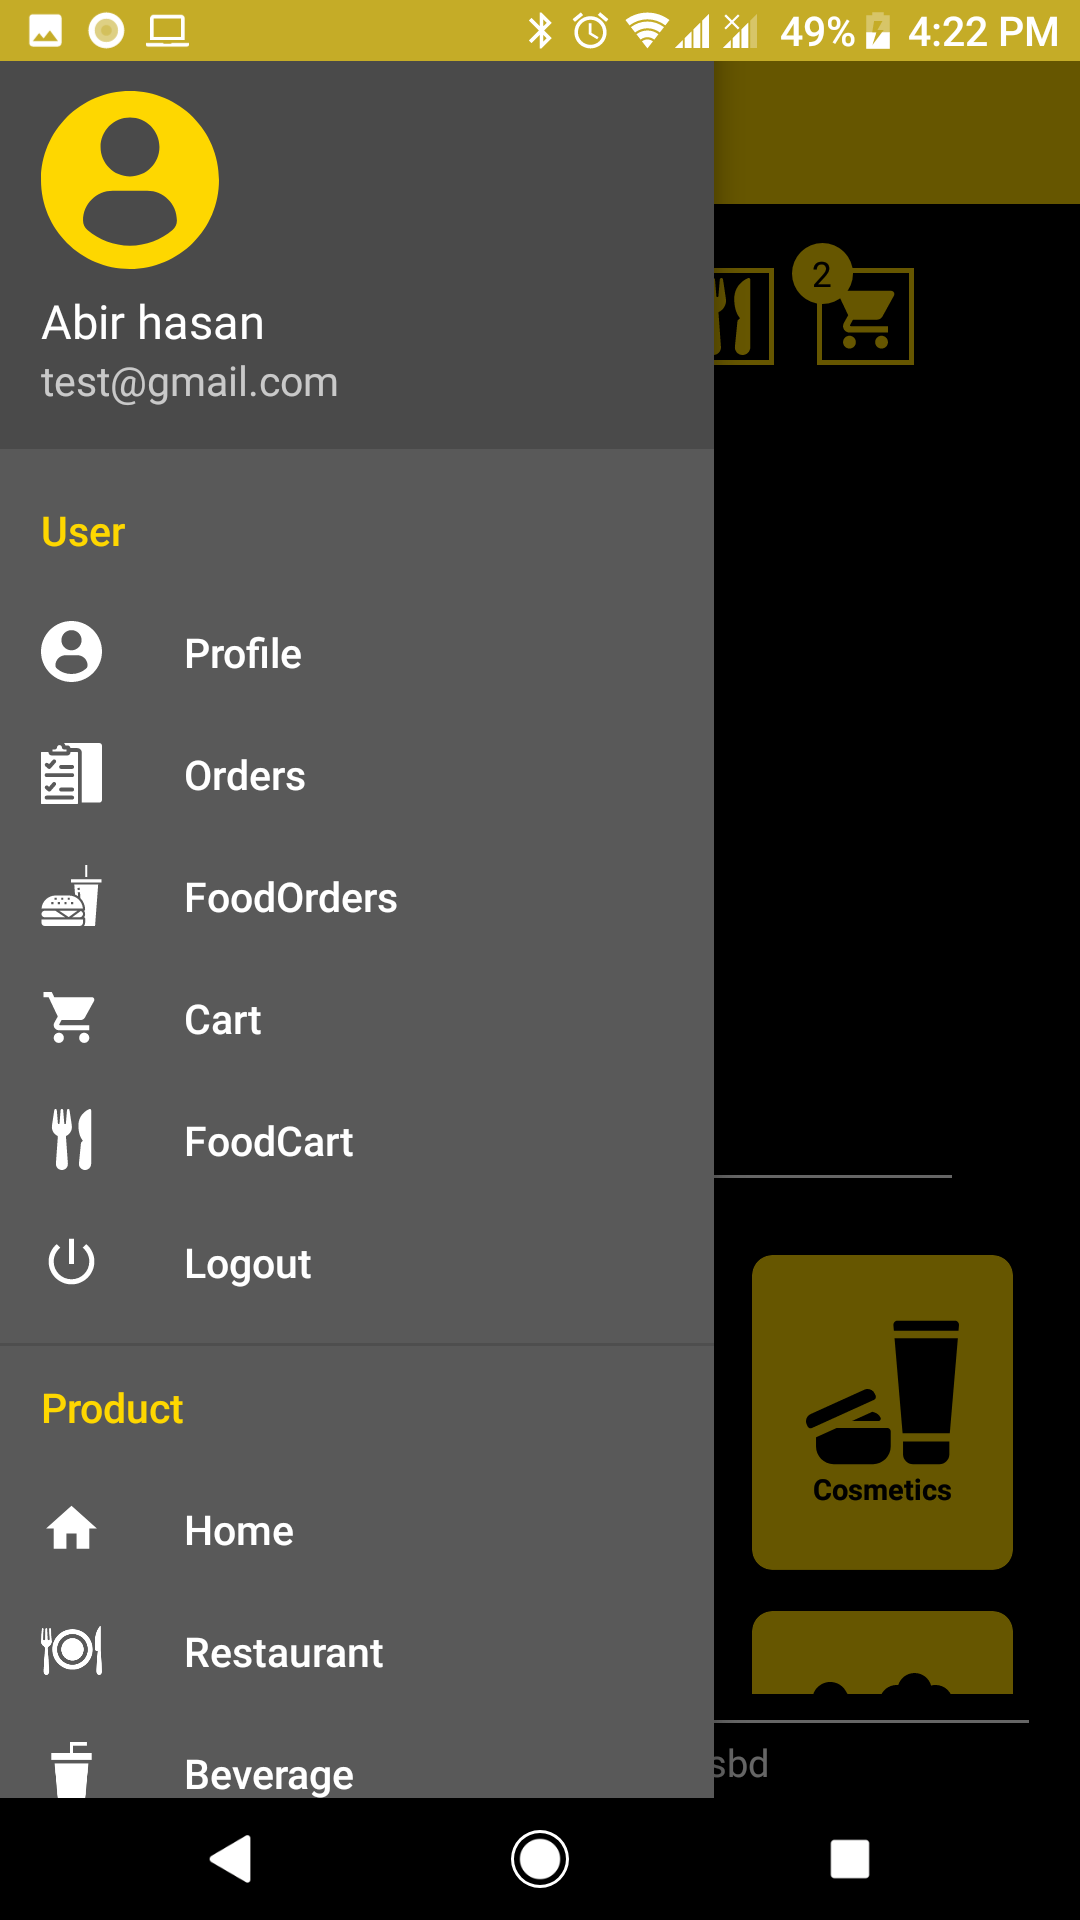 49% 4:22 PM
2
Abir hasan
test@gmail.com
User
Profile
Orders
FoodOrders
Cart
FoodCart
Logout
Cosmetics
Product
Home
Restaurant
sbd
Beverage